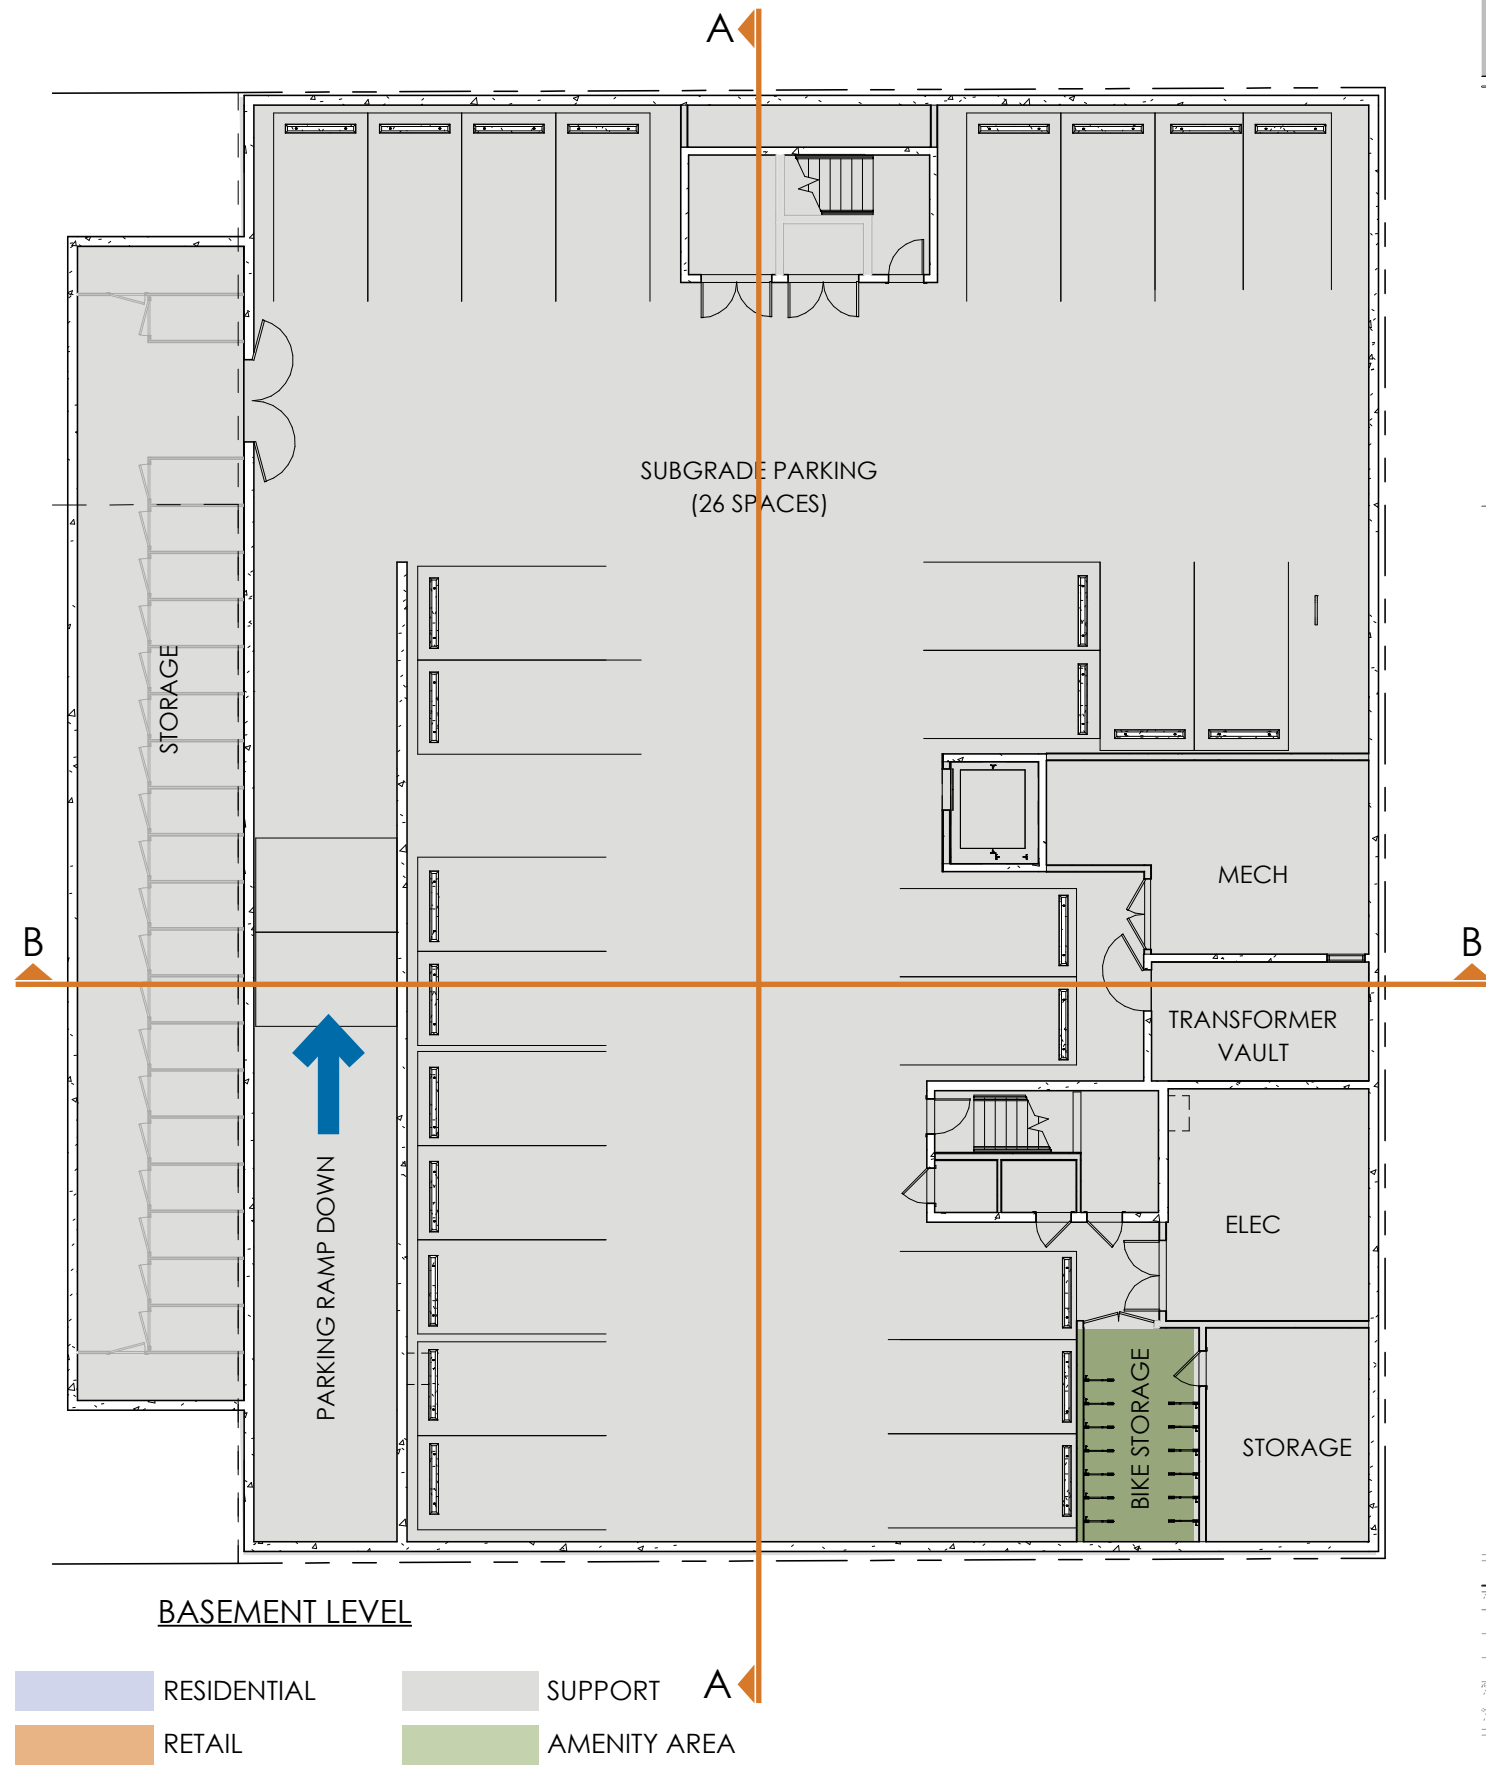 A
SUBGRADE PARKING
(26 SPACES)
STORAGE
MECH
B
B
TRANSFORMER
VAULT
PARKING RAMP DOWN
ELEC
BIKE STORAGE
STORAGE
BASEMENT LEVEL
RESIDENTIAL
SUPPORT
A
RETAIL
AMENITY AREA